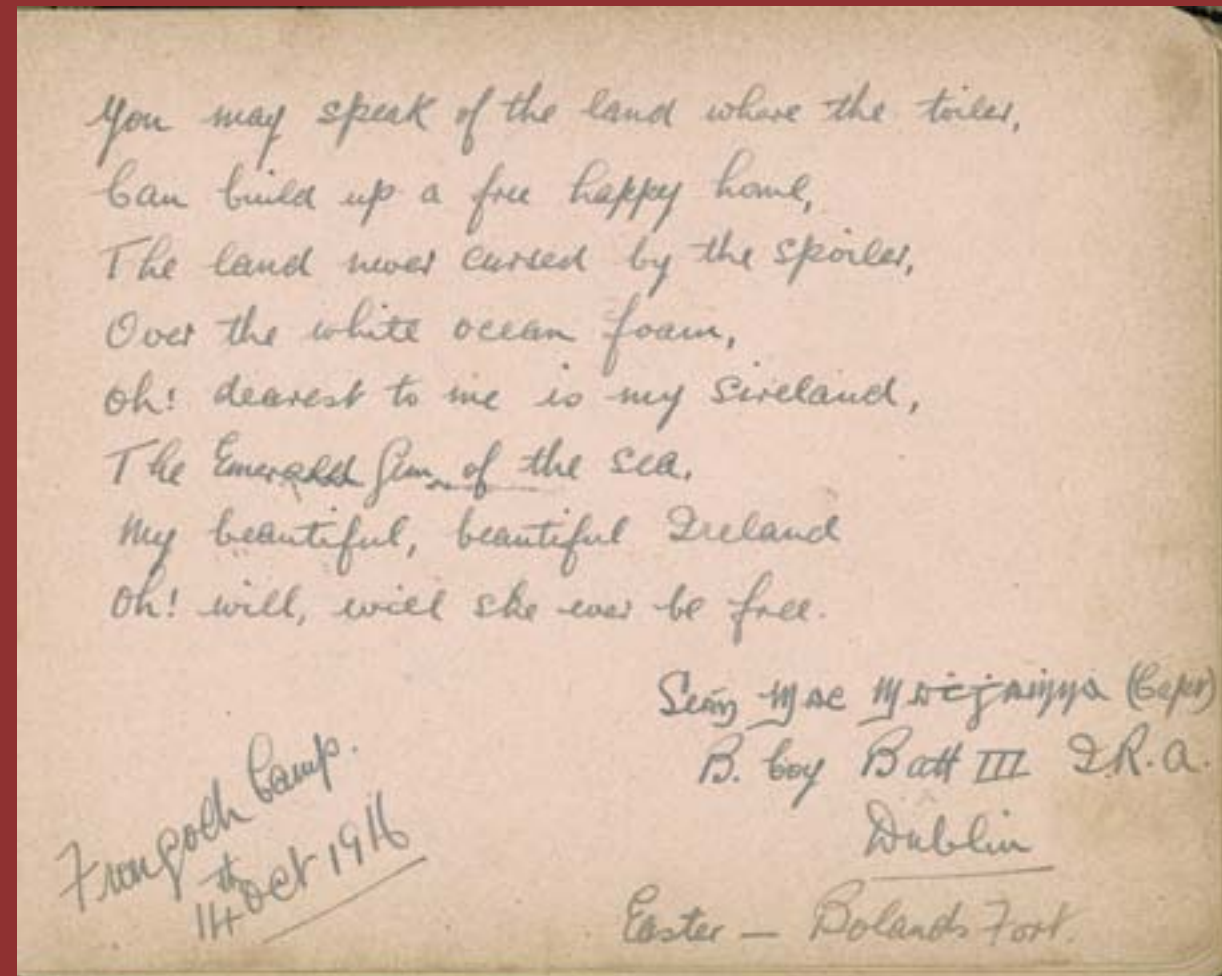 You may speak of the land where the toiler,
Can build up a free happy home,
The land never cursed by the spoiler,
Over the white ocean foam,
Oh! dearest to me is my sireland,
The Emerald Gem of the sea.
My beautiful, beautiful Ireland
Oh! will, will she ever be free.
Seán Mac (Capt)
B. Coy Batt III I.R.A.
Dublin
Frongoch Camp.
14th Oct 1916
Easter — Bolands Fort.